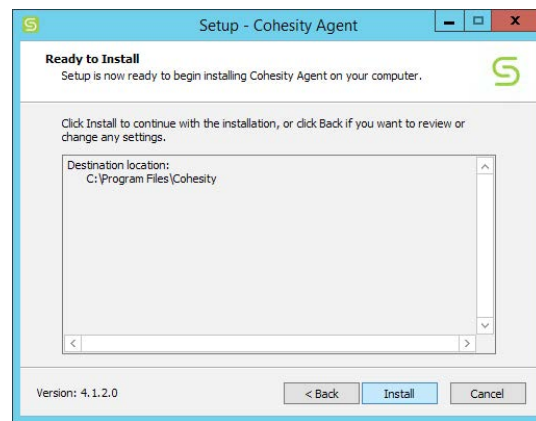 Setup - Cohesity Agent
Ready to Install
Setup is now ready to begin installing Cohesity Agent on your computer.
Click Install to continue with the installation, or click Back if you want to review or
change any settings.
Destination location:
C:\Program Files\Cohesity
Version: 4.1.2.0
< Back
Install
Cancel